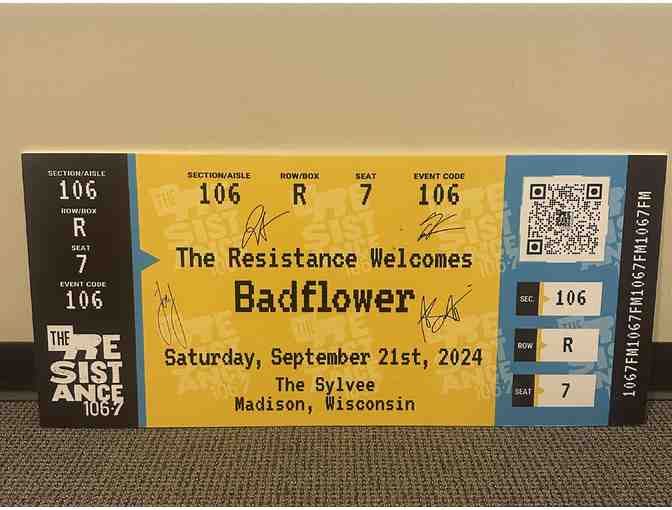 SECTION/AISLE
106
ROW/BOX
R
SEAT
7
EVENT CODE
106
THE
RE
SIST
ANCE
106.7
SECTION/AISLE ROW/BOX SEAT EVENT CODE
106 R 7 106
The Resistance Welcomes
Badflower
Saturday, September 21st, 2024
The Sylvee
Madison, Wisconsin
SEC. 106
ROW R
SEAT 7
1067FM1067FM1067FM1067FM